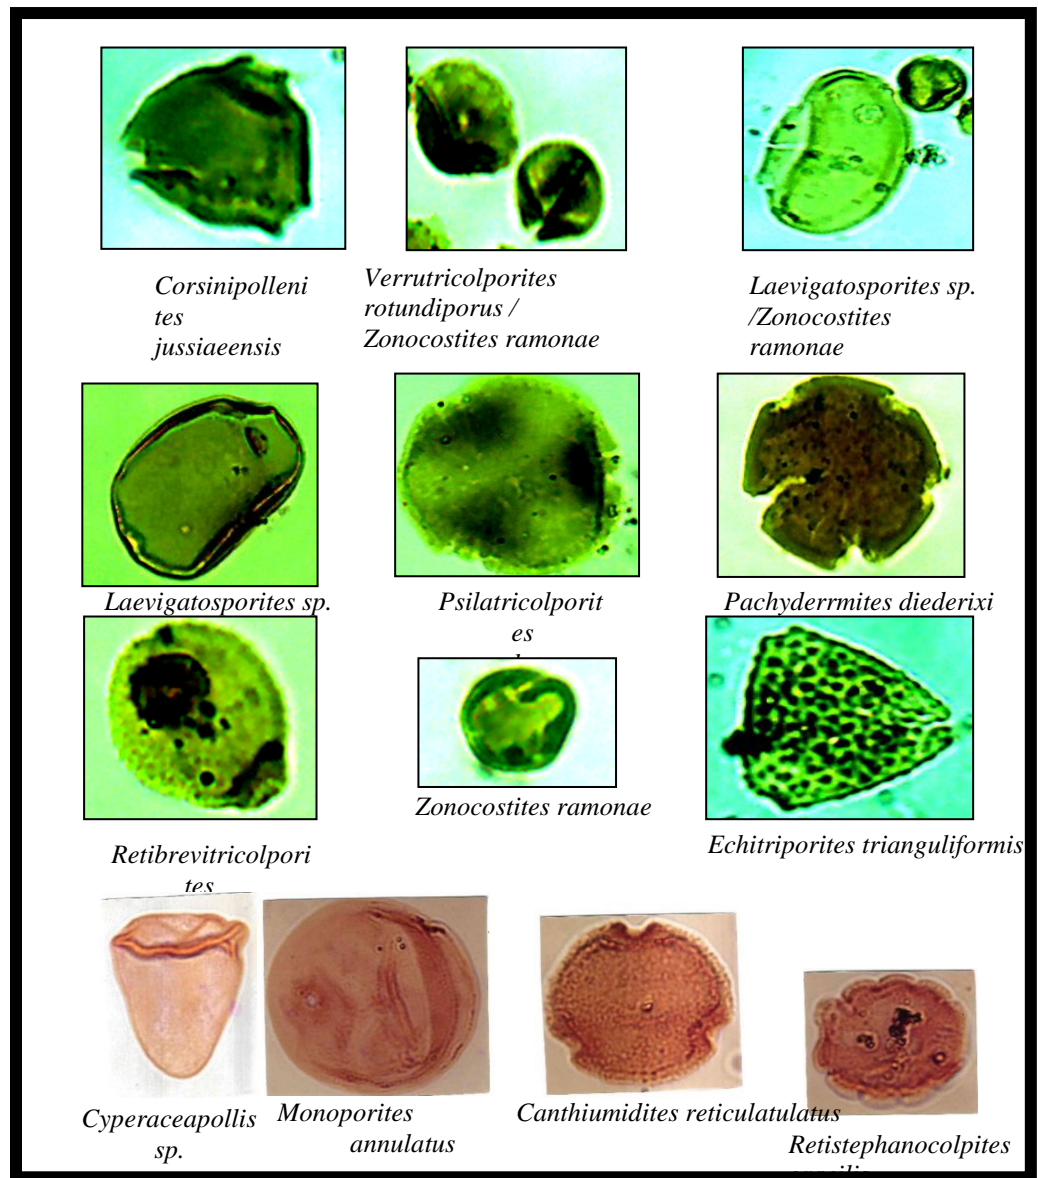 Corsinipolleni
tes
jussiaeensis
Verrutricolporites
rotundiporus /
Zonocostites ramonae
Laevigatosporites sp.
/Zonocostites
ramonae
Laevigatosporites sp.
Psilatricolporit
es
Pachyderrmites diederixi
Retibrevitricolpori
tes
Zonocostites ramonae
Echitriporites trianguliformis
Cyperaceapollis
sp.
Monoporites
annulatus
Canthiumidites reticulatulatus
Retistephanocolpites